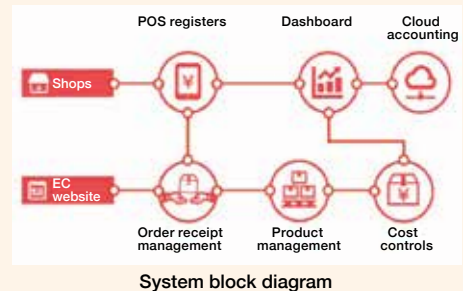 POS registers
Dashboard
Cloud
accounting
Shops
¥
EC
website
¥
Order receipt
management
Product
management
Cost
controls
System block diagram